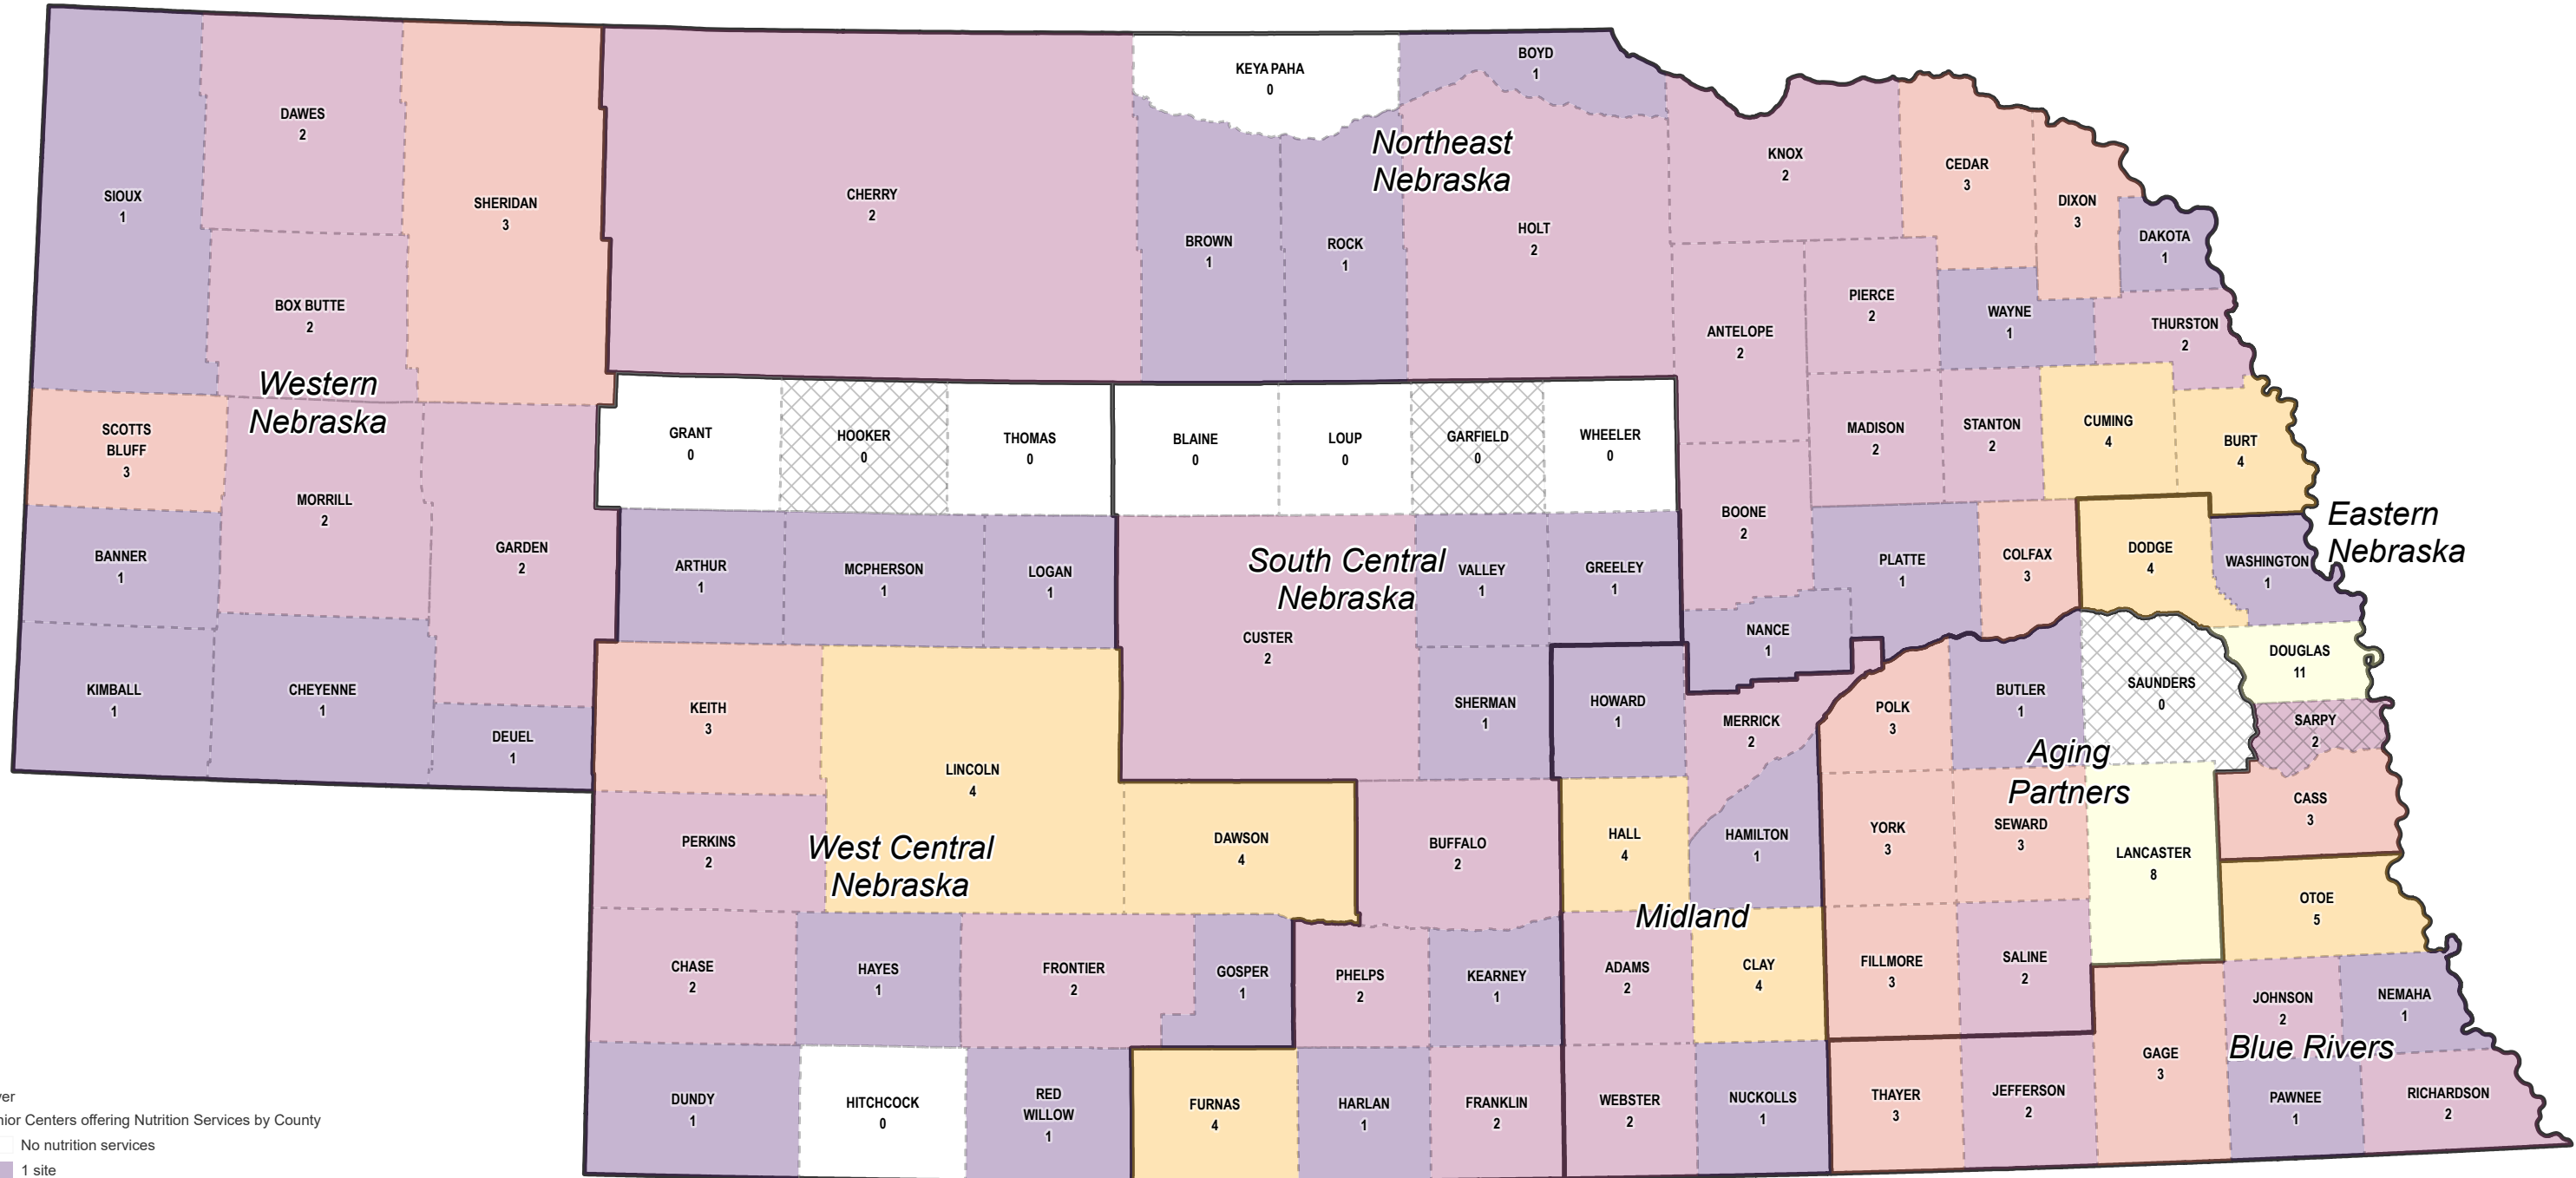 KEYA PAHA
0
BOYD
1
DAWES
2
SIOUX
1
SHERIDAN
3
CHERRY
2
BROWN
1
ROCK
1
Northeast
Nebraska
HOLT
2
KNOX
2
CEDAR
3
DIXON
3
DAKOTA
1
BOX BUTTE
2
ANTELOPE
2
PIERCE
2
WAYNE
1
THURSTON
2
Western
Nebraska
SCOTTS
BLUFF
3
MORRILL
2
GRANT
0
HOOKER
0
THOMAS
0
BLAINE
0
LOUP
0
GARFIELD
0
WHEELER
0
MADISON
2
STANTON
2
CUMING
4
BURT
4
BANNER
1
GARDEN
2
ARTHUR
1
MCPHERSON
1
LOGAN
1
South Central
Nebraska
CUSTER
2
VALLEY
1
GREELEY
1
BOONE
2
PLATTE
1
COLFAX
3
DODGE
4
WASHINGTON
1
Eastern
Nebraska
NANCE
1
KIMBALL
1
CHEYENNE
1
DEUEL
1
KEITH
3
LINCOLN
4
SHERMAN
1
HOWARD
1
MERRICK
2
POLK
3
BUTLER
1
SAUNDERS
0
DOUGLAS
11
SARPY
2
Aging
Partners
CASS
3
PERKINS
2
West Central
Nebraska
DAWSON
4
BUFFALO
2
HALL
4
HAMILTON
1
YORK
3
SEWARD
3
LANCASTER
8
OTOE
5
Midland
CHASE
2
HAYES
1
FRONTIER
2
GOSPER
1
PHELPS
2
KEARNEY
1
ADAMS
2
CLAY
4
FILLMORE
3
SALINE
2
JOHNSON
2
NEMAHA
1
Blue Rivers
GAGE
3
DUNDY
1
HITCHCOCK
0
RED
WILLOW
1
FURNAS
4
HARLAN
1
FRANKLIN
2
WEBSTER
2
NUCKOLLS
1
THAYER
3
JEFFERSON
2
PAWNEE
1
RICHARDSON
2
Centers offering Nutrition Services by County
No nutrition services
1 site